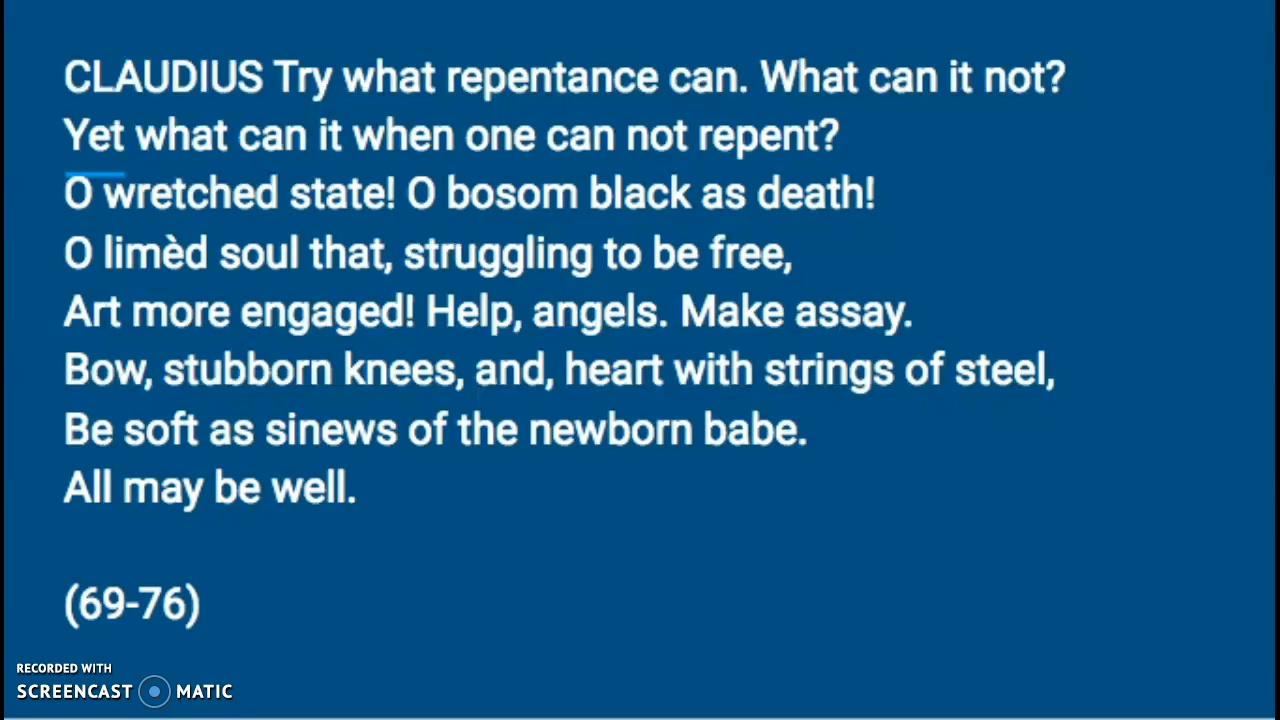 CLAUDIUS Try what repentance can. What can it not?
Yet what can it when one can not repent?
O wretched state! O bosom black as death!
O limèd soul that, struggling to be free,
Art more engaged! Help, angels. Make assay.
Bow, stubborn knees, and, heart with strings of steel,
Be soft as sinews of the newborn babe.
All may be well.
(69-76)
RECORDED WITH
SCREENCAST MATIC